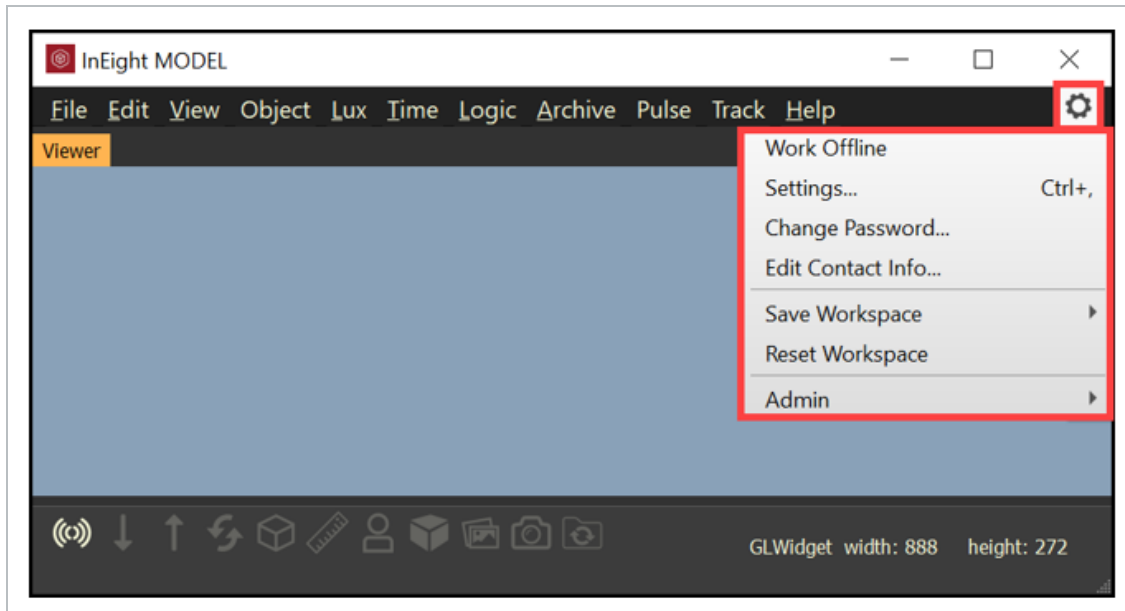 InEight MODEL
File Edit View Object Lux Time Logic Archive Pulse Track Help
Viewer
Work Offline
Settings... Ctrl+,
Change Password...
Edit Contact Info...
Save Workspace
Reset Workspace
Admin
GLWidget width: 888 height: 272